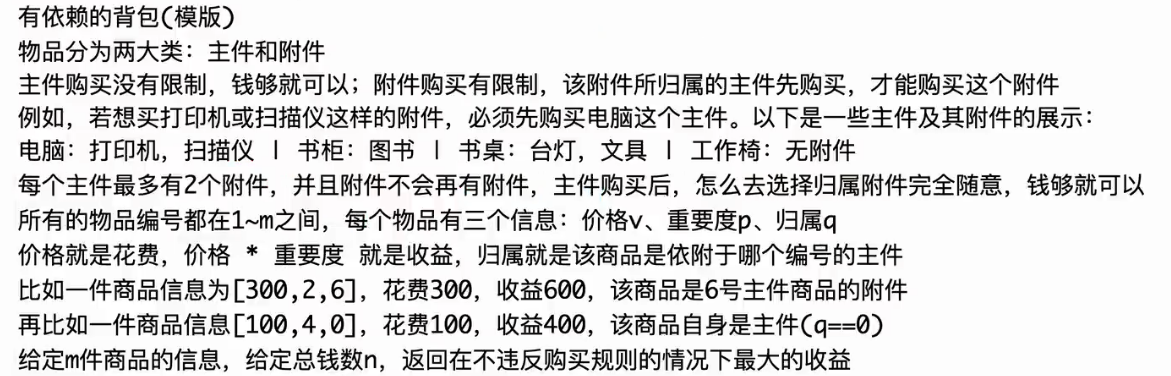 有依赖的背包(模版)
物品分为两大类：主件和附件
主件购买没有限制，钱够就可以；附件购买有限制，该附件所归属的主件先购买，才能购买这个附件
例如，若想买打印机或扫描仪这样的附件，必须先购买电脑这个主件。以下是一些主件及其附件的展示：
电脑：打印机，扫描仪 | 书柜：图书 | 书桌：台灯，文具 | 工作椅：无附件
每个主件最多有2个附件，并且附件不会再有附件，主件购买后，怎么去选择归属附件完全随意，钱够就可以
所有的物品编号都在1~m之间，每个物品有三个信息：价格v、重要度p、归属q
价格就是花费，价格 * 重要度 就是收益，归属就是该商品是依附于哪个编号的主件
比如一件商品信息为[300,2,6]，花费300，收益600，该商品是6号主件商品的附件
再比如一件商品信息[100,4,0]，花费100，收益400，该商品自身是主件(q==0)
给定m件商品的信息，给定总钱数n，返回在不违反购买规则的情况下最大的收益